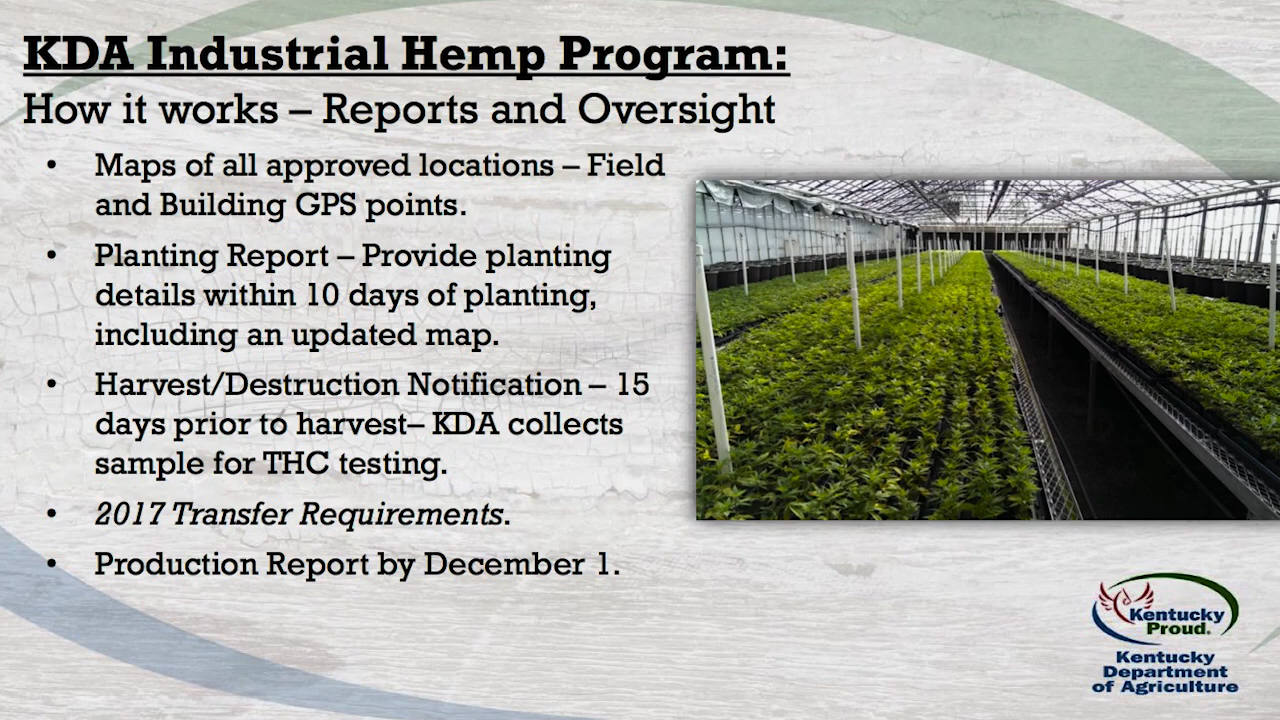 KDA Industrial Hemp Program:
How it works – Reports and Oversight
• Maps of all approved locations – Field
and Building GPS points.
• Planting Report – Provide planting
details within 10 days of planting,
including an updated map.
• Harvest/Destruction Notification – 15
days prior to harvest– KDA collects
sample for THC testing.
• 2017 Transfer Requirements.
• Production Report by December 1.
Kentucky
Proud.
Kentucky
Department
of Agriculture